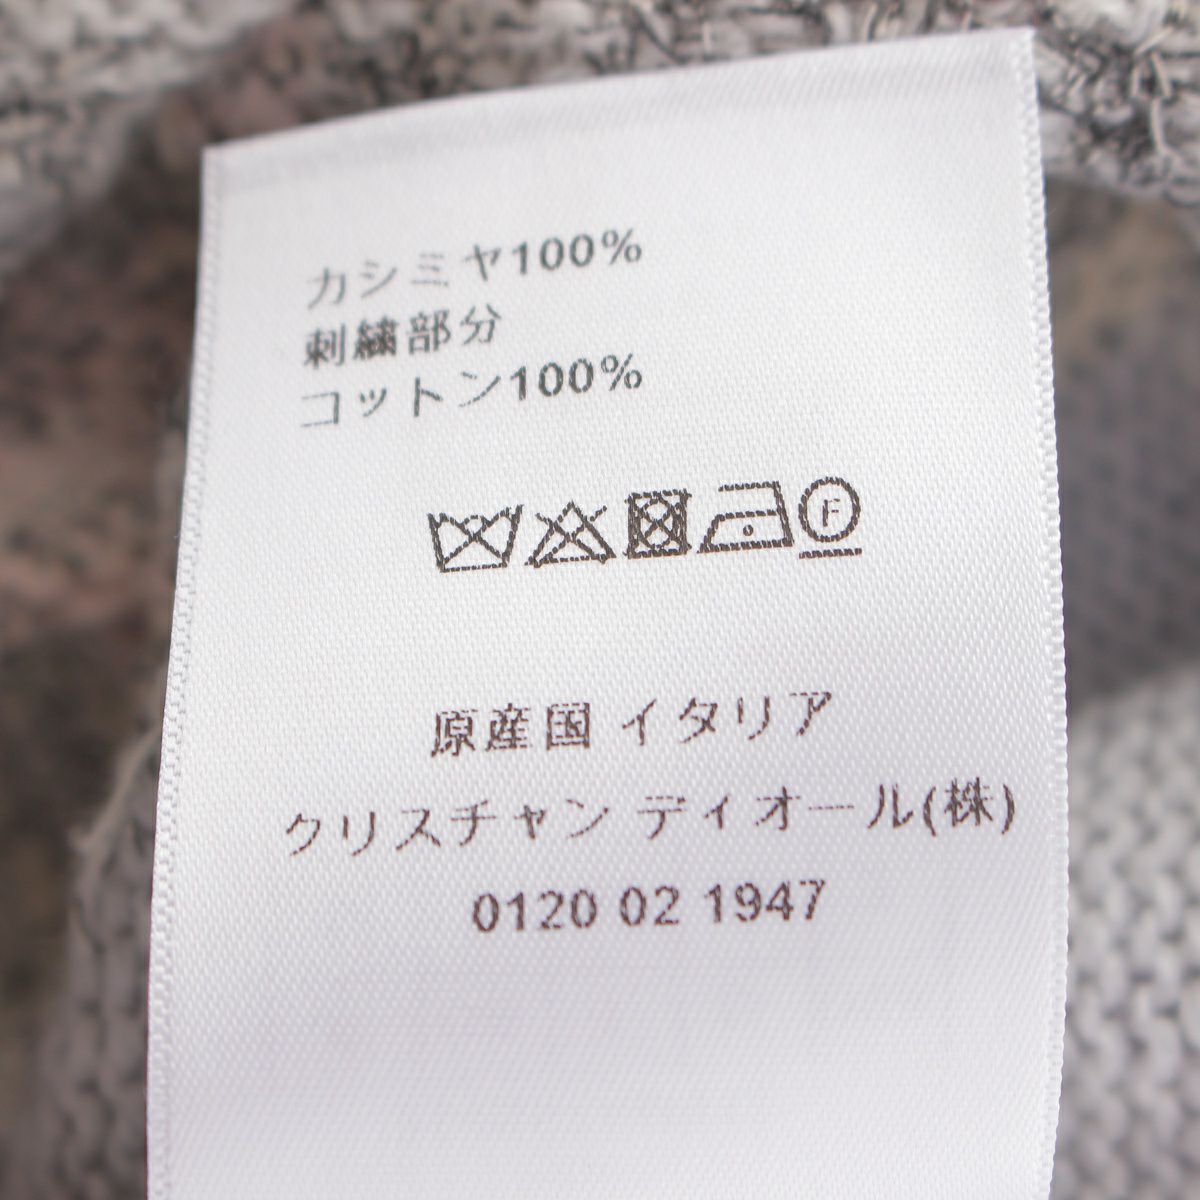 カシミヤ100%
刺繍部分
コットン100%
F
原産国 イタリア
クリスチャン ディオール(株)
0120 02 1947